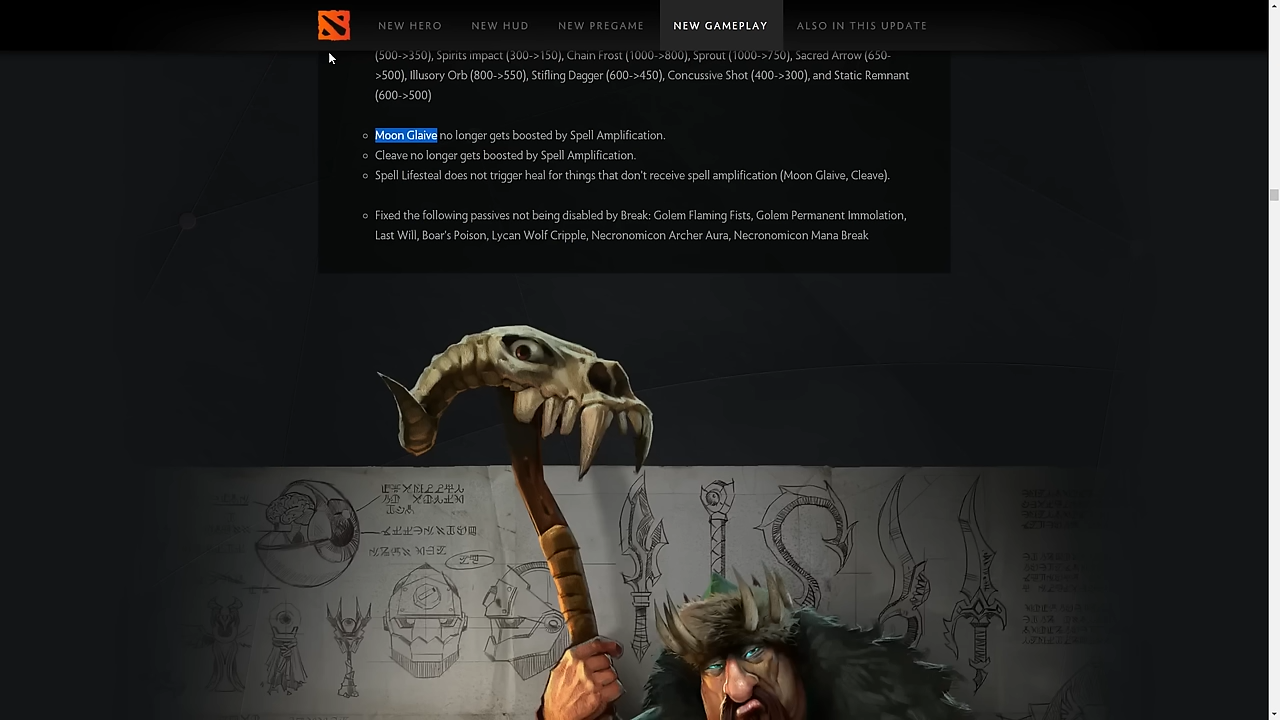 NEW HERO
NEW HUD
NEW PREGAME
NEW GAMEPLAY
ALSO IN THIS UPDATE
(500->350), Spirits impact (300->150), Chain Frost (1000->800), Sprout (1000->750), Sacred Arrow (650-
>500), Illusory Orb (800->550), Stifling Dagger (600->450), Concussive Shot (400->300), and Static Remnant
(600->500)
Moon Glaive no longer gets boosted by Spell Amplification.
Cleave no longer gets boosted by Spell Amplification.
Spell Lifesteal does not trigger heal for things that don't receive spell amplification (Moon Glaive, Cleave).
Fixed the following passives not being disabled by Break: Golem Flaming Fists, Golem Permanent Immolation,
Last Will, Boar's Poison, Lycan Wolf Cripple, Necronomicon Archer Aura, Necronomicon Mana Break